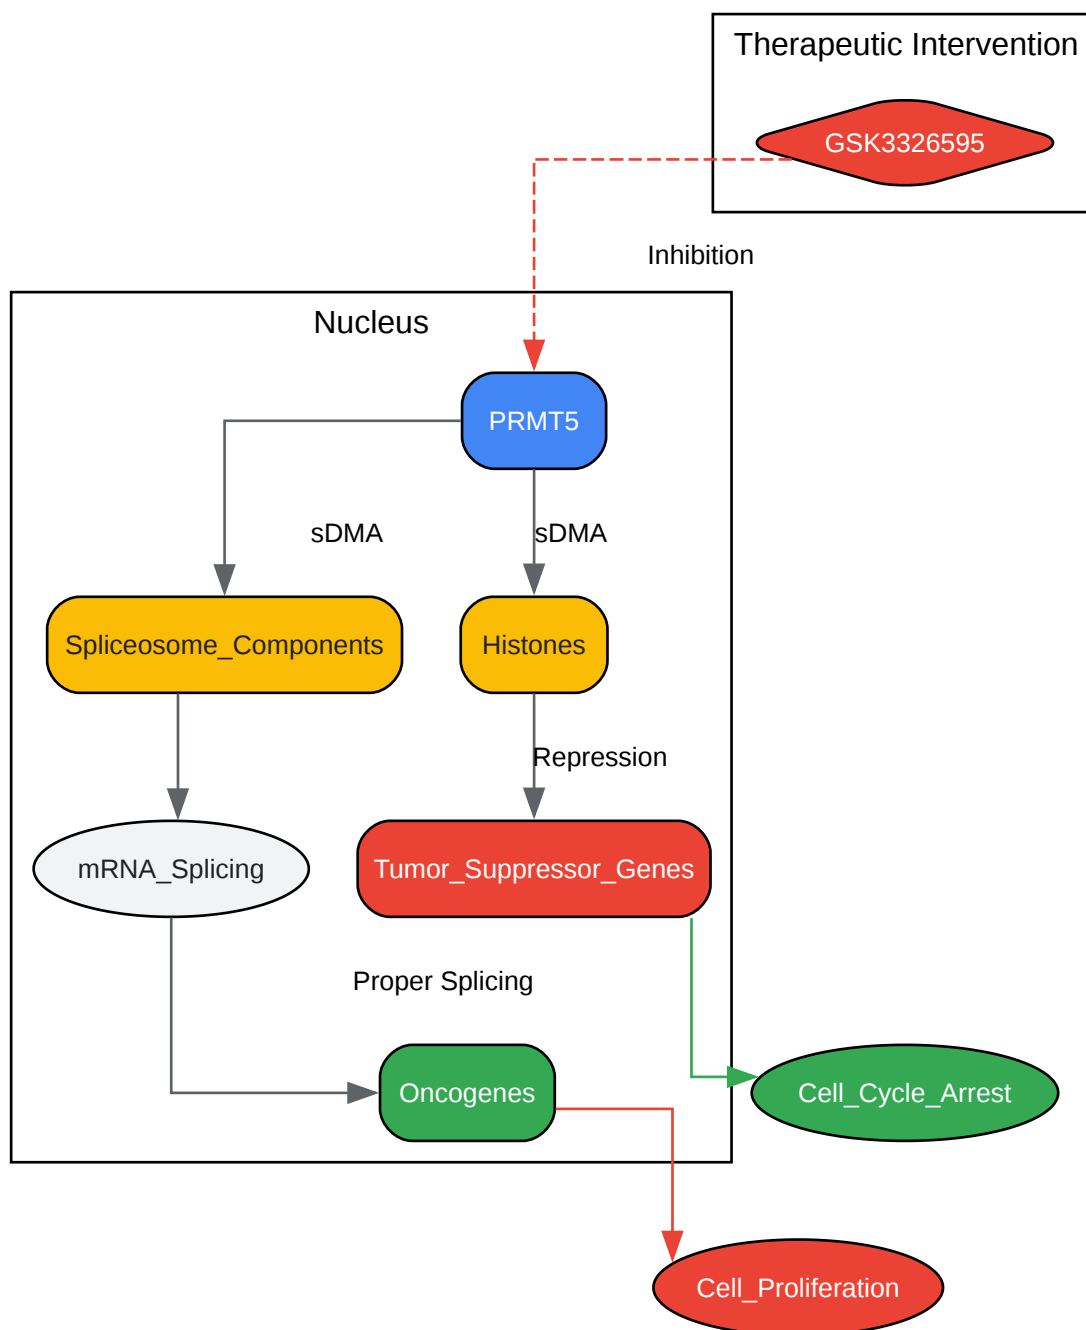 Therapeutic Intervention
GSK3326595
Inhibition
Nucleus
PRMT5
sDMA
sDMA
Spliceosome_Components
Histones
Repression
mRNA_Splicing
Tumor_Suppressor_Genes
Proper Splicing
Oncogenes
Cell_Cycle_Arrest
Cell_Proliferation